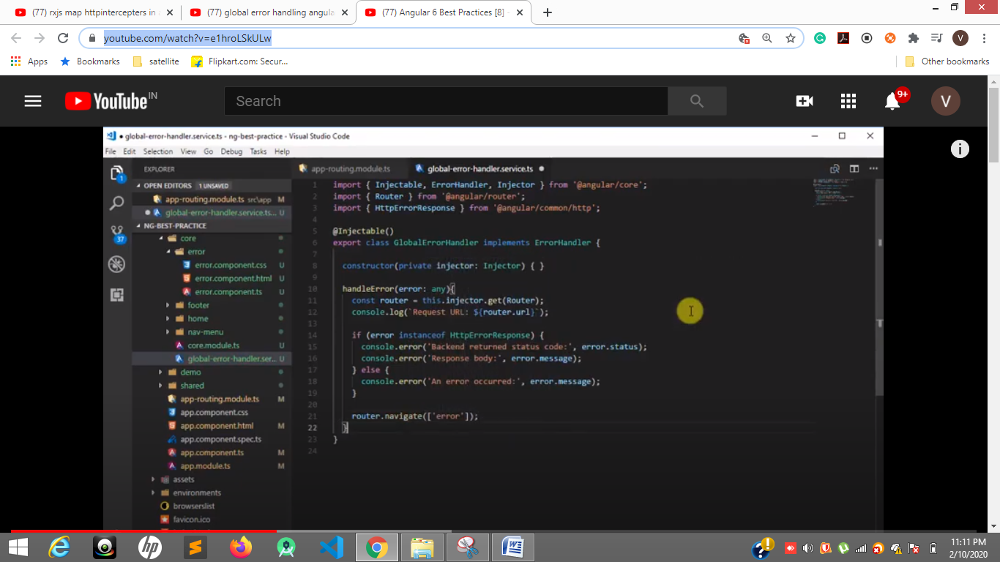 (77) rxjs map httpintercepters in a
(77) global error handling angula
(77) Angular 6 Best Practices [8] -
youtube.com/watch?v=e1hroLSkULw
V
Apps
Bookmarks
satellite
Flipkart.com: Secur...
Other bookmarks
YouTube IN
Search
9+
V
global-error-handler.service.ts - ng-best-practice - Visual Studio Code
File Edit Selection View Go Debug Tasks Help
EXPLORER
OPEN EDITORS 1 UNSAVED
app-routing.module.ts src\app M
global-error-handler.service.ts... U
NG-BEST-PRACTICE
core
error
error.component.css U
error.component.html U
error.component.ts U
footer
home
nav-menu
core.module.ts U
global-error-handler.ser... U
demo
shared
app-routing.module.ts M
app.component.css
app.component.html M
app.component.spec.ts
app.component.ts M
app.module.ts M
assets
environments
browserslist
favicon.ico
1
37
app-routing.module.ts
global-error-handler.service.ts
1 import { Injectable, ErrorHandler, Injector } from '@angular/core';
2 import { Router } from '@angular/router';
3 import { HttpErrorResponse } from '@angular/common/http';
4
5 @Injectable()
6 export class GlobalErrorHandler implements ErrorHandler {
7
8 constructor(private injector: Injector) { }
9
10 handleError(error: any){
11 const router = this.injector.get(Router);
12 console.log(`Request URL: ${router.url}`);
13
14 if (error instanceof HttpErrorResponse) {
15 console.error('Backend returned status code:', error.status);
16 console.error('Response body:', error.message);
17 } else {
18 console.error('An error occurred:', error.message);
19 }
20
21 router.navigate(['error']);
22 }
23 }
24
11:11 PM
2/10/2020